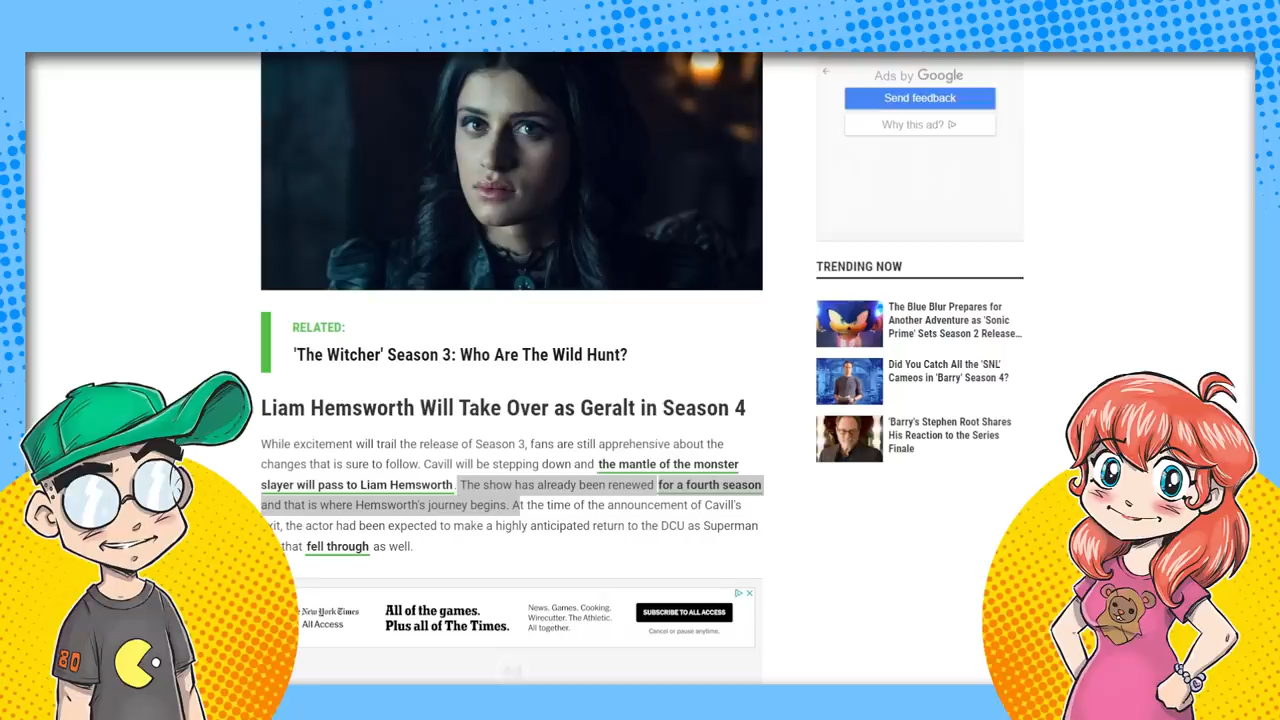 RELATED:
'The Witcher' Season 3: Who Are The Wild Hunt?
Liam Hemsworth Will Take Over as Geralt in Season 4
While excitement will trail the release of Season 3, fans are still apprehensive about the
changes that is sure to follow. Cavill will be stepping down and the mantle of the monster
slayer will pass to Liam Hemsworth. The show has already been renewed for a fourth season
and that is where Hemsworth's journey begins. At the time of the announcement of Cavill's
xit, the actor had been expected to make a highly anticipated return to the DCU as Superman
that fell through as well.
New York Times
All Access
All of the games.
Plus all of The Times.
News. Games. Cooking.
Wirecutter. The Athletic.
All together.
SUBSCRIBE TO ALL ACCESS
Cancel or pause anytime.
Ads by Google
Send feedback
Why this ad?
TRENDING NOW
The Blue Blur Prepares for
Another Adventure as 'Sonic
Prime' Sets Season 2 Release...
Did You Catch All the 'SNL'
Cameos in 'Barry' Season 4?
'Barry's Stephen Root Shares
His Reaction to the Series
Finale
80